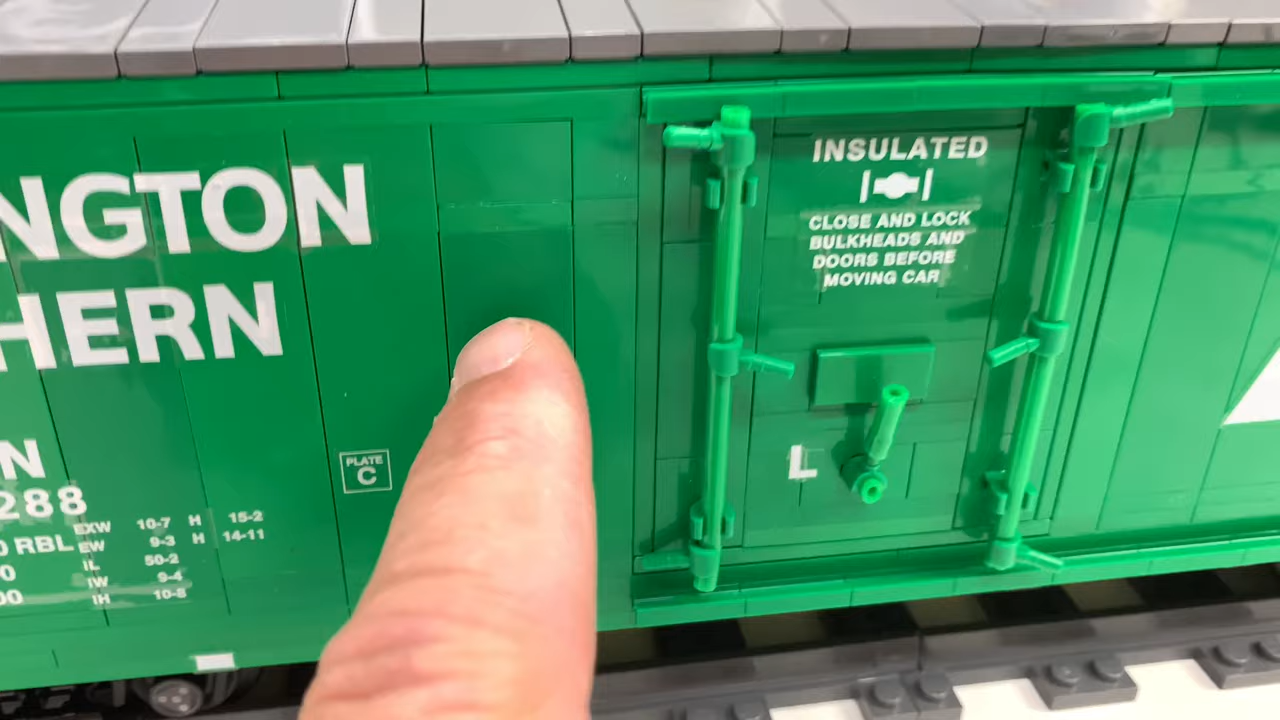 NGTON
HERN
N
288
RBL
EXW 10-7 H 15-2
EW 9-3 H 14-11
IL 50-2
IW 9-4
IH 10-8
PLATE
C
INSULATED
CLOSE AND LOCK
BULKHEADS AND
DOORS BEFORE
MOVING CAR
L